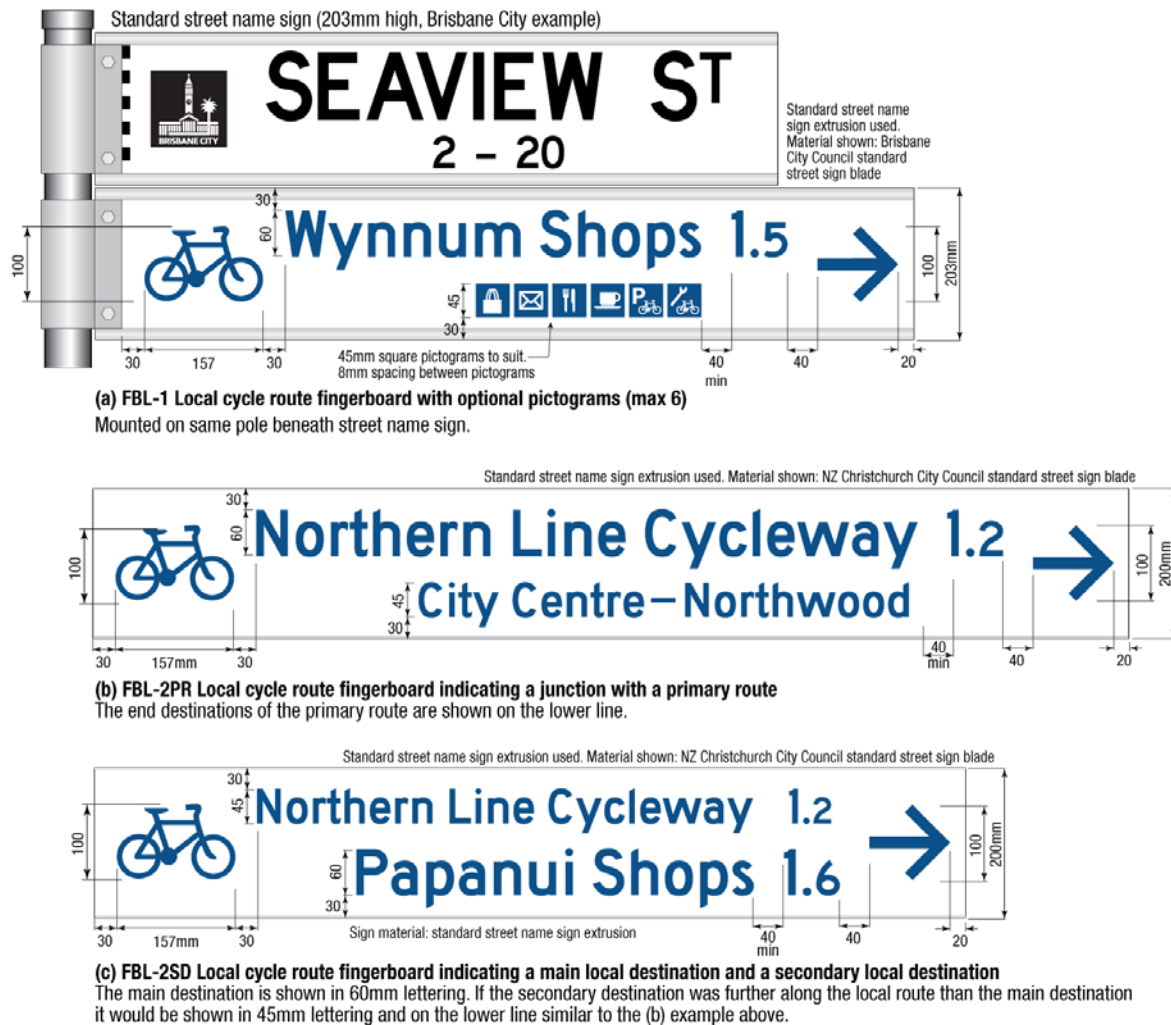 Standard street name sign (203mm high, Brisbane City example)
SEAVIEW ST
2 – 20
BRISBANE CITY
Standard street name
sign extrusion used.
Material shown: Brisbane
City Council standard
street sign blade
30
60
Wynnum Shops 1.5
100
100
203mm
45
30
P
30
157
30
45mm square pictograms to suit.
8mm spacing between pictograms
40
min
40
20
(a) FBL-1 Local cycle route fingerboard with optional pictograms (max 6)
Mounted on same pole beneath street name sign.
Standard street name sign extrusion used. Material shown: NZ Christchurch City Council standard street sign blade
30
60
Northern Line Cycleway 1.2
100
100
200mm
45
30
City Centre – Northwood
30
157mm
30
40
min
40
20
(b) FBL-2PR Local cycle route fingerboard indicating a junction with a primary route
The end destinations of the primary route are shown on the lower line.
Standard street name sign extrusion used. Material shown: NZ Christchurch City Council standard street sign blade
30
45
Northern Line Cycleway 1.2
100
100
200mm
60
30
Papanui Shops 1.6
30
157mm
30
Sign material: standard street name sign extrusion
40
min
40
20
(c) FBL-2SD Local cycle route fingerboard indicating a main local destination and a secondary local destination
The main destination is shown in 60mm lettering. If the secondary destination was further along the local route than the main destination
it would be shown in 45mm lettering and on the lower line similar to the (b) example above.